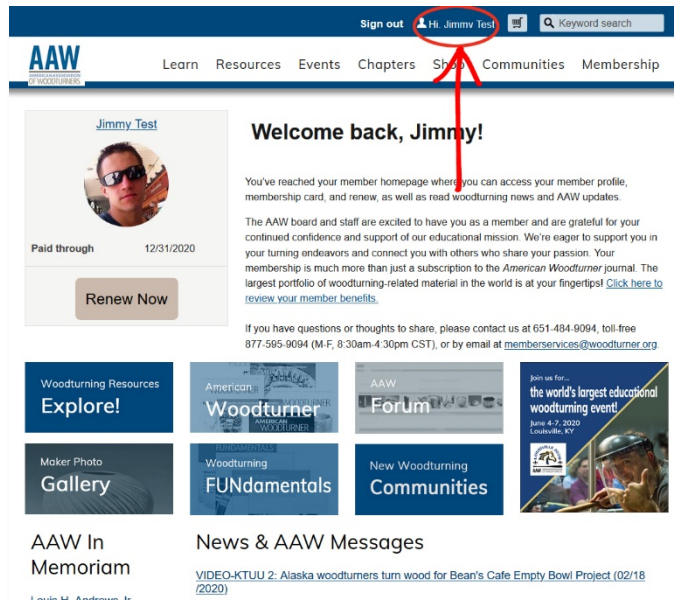 Sign out Hi, Jimmy Test Keyword search
AAW
AMERICAN ASSOCIATION
OF WOODTURNERS
Learn Resources Events Chapters Shop Communities Membership
Jimmy Test
Paid through 12/31/2020
Renew Now
Welcome back, Jimmy!
You've reached your member homepage where you can access your member profile,
membership card, and renew, as well as read woodturning news and AAW updates.
The AAW board and staff are excited to have you as a member and are grateful for your
continued confidence and support of our educational mission. We're eager to support you in
your turning endeavors and connect you with others who share your passion. Your
membership is much more than just a subscription to the American Woodturner journal. The
largest portfolio of woodturning-related material in the world is at your fingertips! Click here to
review your member benefits.
If you have questions or thoughts to share, please contact us at 651-484-9094, toll-free
877-595-9094 (M-F, 8:30am-4:30pm CST), or by email at memberservices@woodturner.org.
Woodturning Resources
Explore!
American
Woodturner
AMERICAN
WOODTURNER
AAW
Forum
Join us for...
the world's largest educational
woodturning event!
June 4-7, 2020
Louisville, KY
Maker Photo
Gallery
FUNDAMENTALS
Woodturning
FUNdamentals
New Woodturning
Communities
AAW In
Memoriam
News & AAW Messages
VIDEO-KTUU 2: Alaska woodturners turn wood for Bean's Cafe Empty Bowl Project (02/18
/2020)